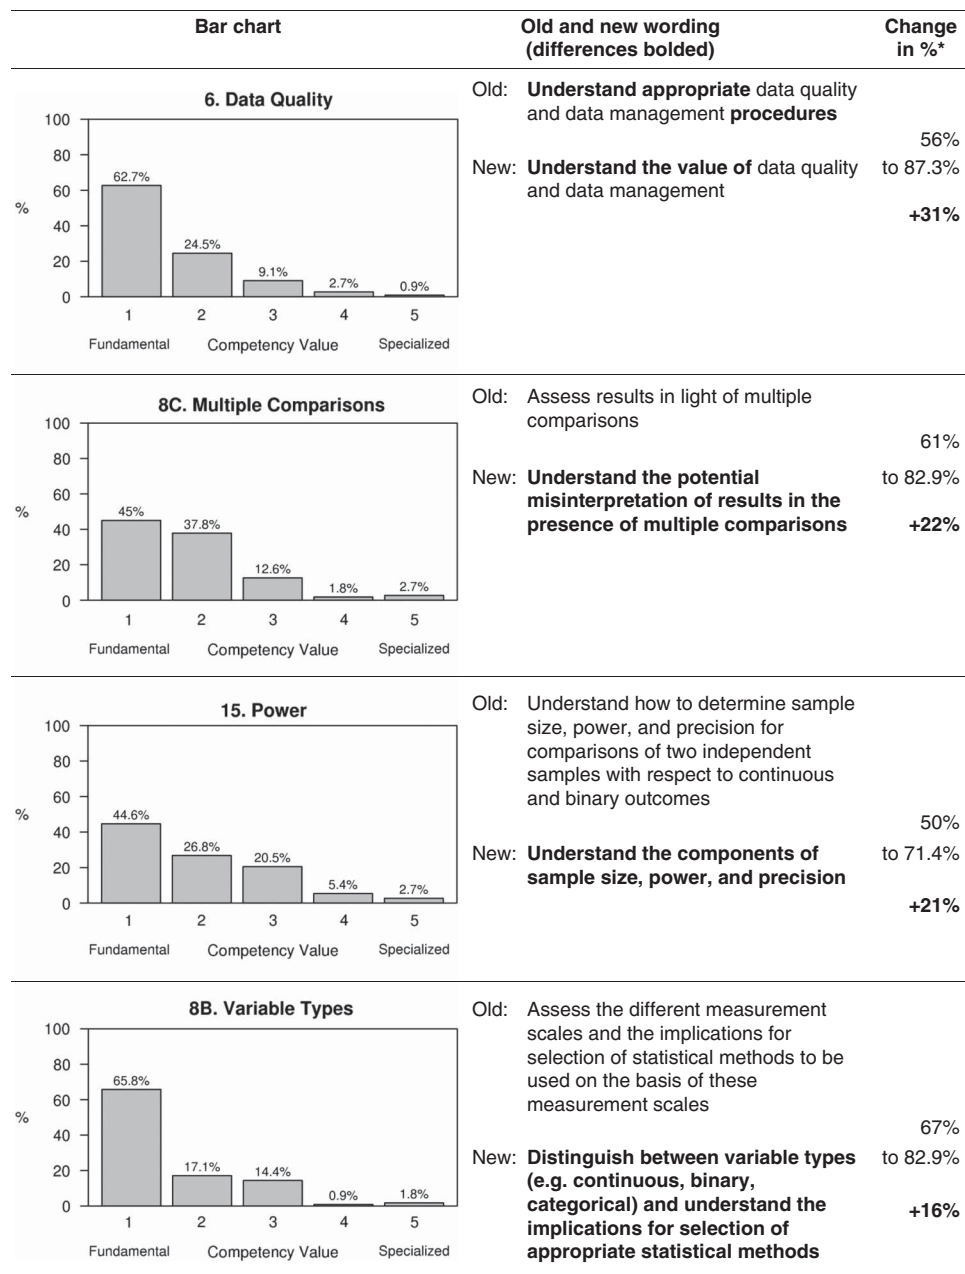 Bar chart
Old and new wording
(differences bolded)
Change
in %*
6. Data Quality
100
80
60
40
20
0
%
62.7%
24.5%
9.1%
2.7%
0.9%
1 2 3 4 5
Fundamental Competency Value Specialized
Old: Understand appropriate data quality
and data management procedures
New: Understand the value of data quality
and data management
56%
to 87.3%
+31%
8C. Multiple Comparisons
100
80
60
40
20
0
%
45%
37.8%
12.6%
1.8%
2.7%
1 2 3 4 5
Fundamental Competency Value Specialized
Old: Assess results in light of multiple
comparisons
New: Understand the potential
misinterpretation of results in the
presence of multiple comparisons
61%
to 82.9%
+22%
15. Power
100
80
60
40
20
0
%
44.6%
26.8%
20.5%
5.4%
2.7%
1 2 3 4 5
Fundamental Competency Value Specialized
Old: Understand how to determine sample
size, power, and precision for
comparisons of two independent
samples with respect to continuous
and binary outcomes
New: Understand the components of
sample size, power, and precision
50%
to 71.4%
+21%
8B. Variable Types
100
80
60
40
20
0
%
65.8%
17.1%
14.4%
0.9%
1.8%
1 2 3 4 5
Fundamental Competency Value Specialized
Old: Assess the different measurement
scales and the implications for
selection of statistical methods to be
used on the basis of these
measurement scales
New: Distinguish between variable types
(e.g. continuous, binary,
categorical) and understand the
implications for selection of
appropriate statistical methods
67%
to 82.9%
+16%